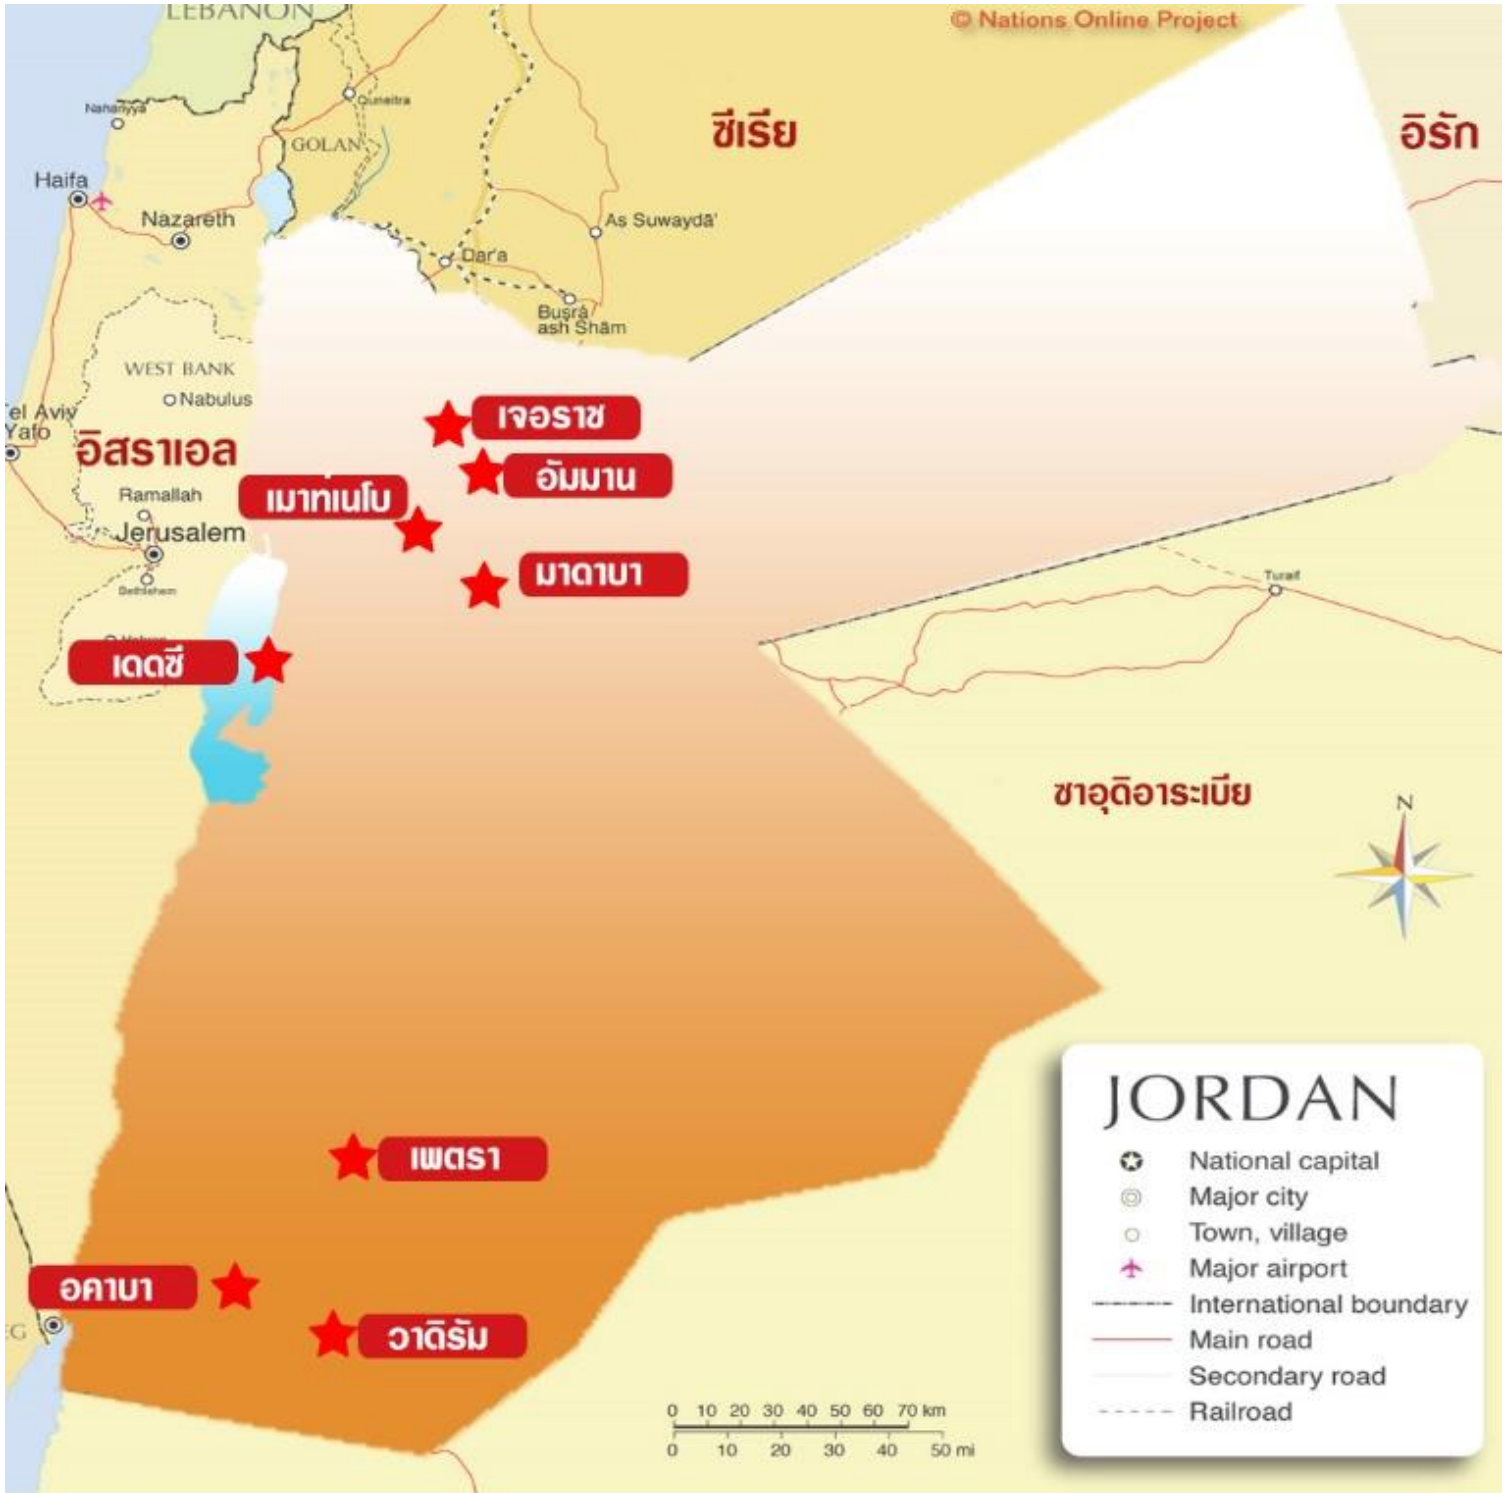 LEBANON
© Nations Online Project
Nahariyya
Qunaitra
ซีเรีย
อิรัก
GOLAN
Haifa
Nazareth
As Suwaydā'
Dar'a
Buşrá
ash Shām
WEST BANK
Nabulus
Tel Aviv
Yafo
อิสราเอล
เจอราช
อัมมาน
เมาท์เนโบ
Ramallah
Jerusalem
มาดาบา
Bethlehem
Turaif
Hebron
เดดซี
ซาอุดิอาระเบีย
N
เพตรา
อคาบา
วาดิรัม
JORDAN
National capital
Major city
Town, village
Major airport
International boundary
Main road
Secondary road
Railroad
0 10 20 30 40 50 60 70 km
0 10 20 30 40 50 mi